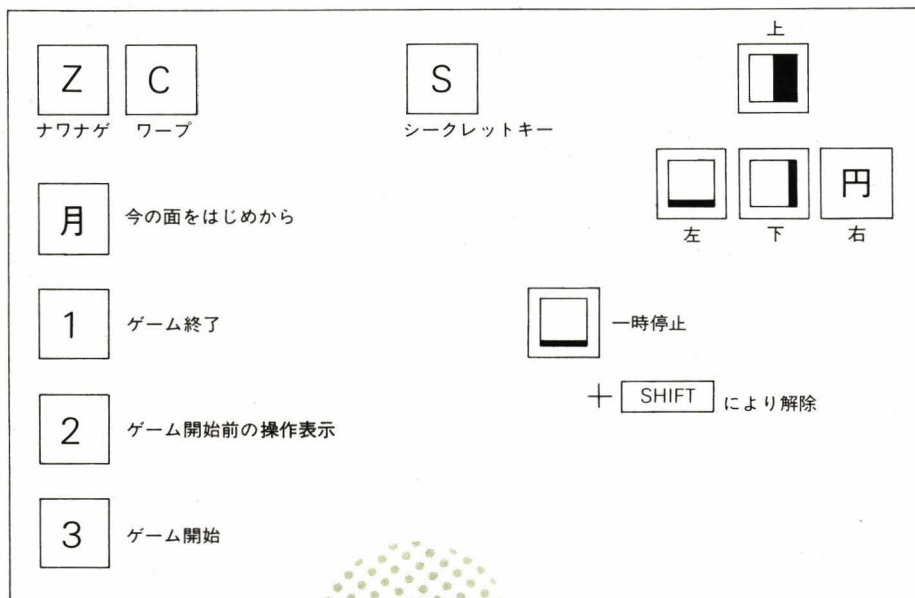 上
Z C S
ナワナゲ ワープ シークレットキー
円
左 下 右
月 今の面をはじめから
1 ゲーム終了
一時停止
+ SHIFT により解除
2 ゲーム開始前の操作表示
3 ゲーム開始